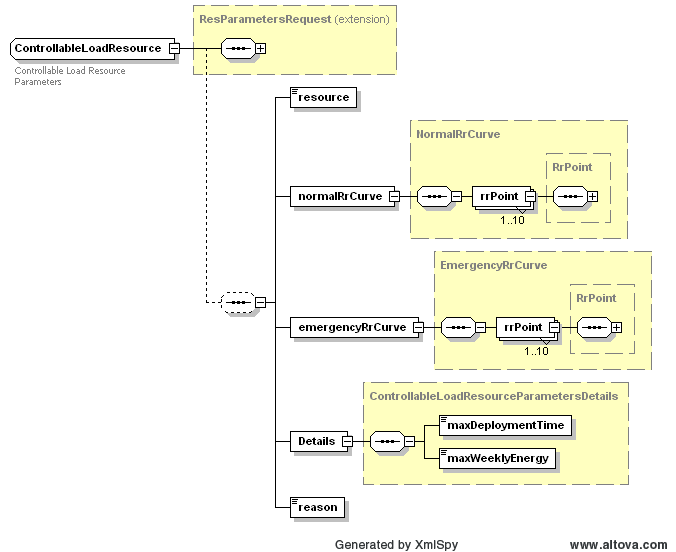 ResParametersRequest (extension)
ControllableLoadResource
Controllable Load Resource
Parameters
resource
NormalRrCurve
RrPoint
normalRrCurve
rrPoint
1..10
EmergencyRrCurve
RrPoint
emergencyRrCurve
rrPoint
1..10
ControllableLoadResourceParametersDetails
maxDeploymentTime
Details
maxWeeklyEnergy
reason
Generated by XmlSpy
www.altova.com